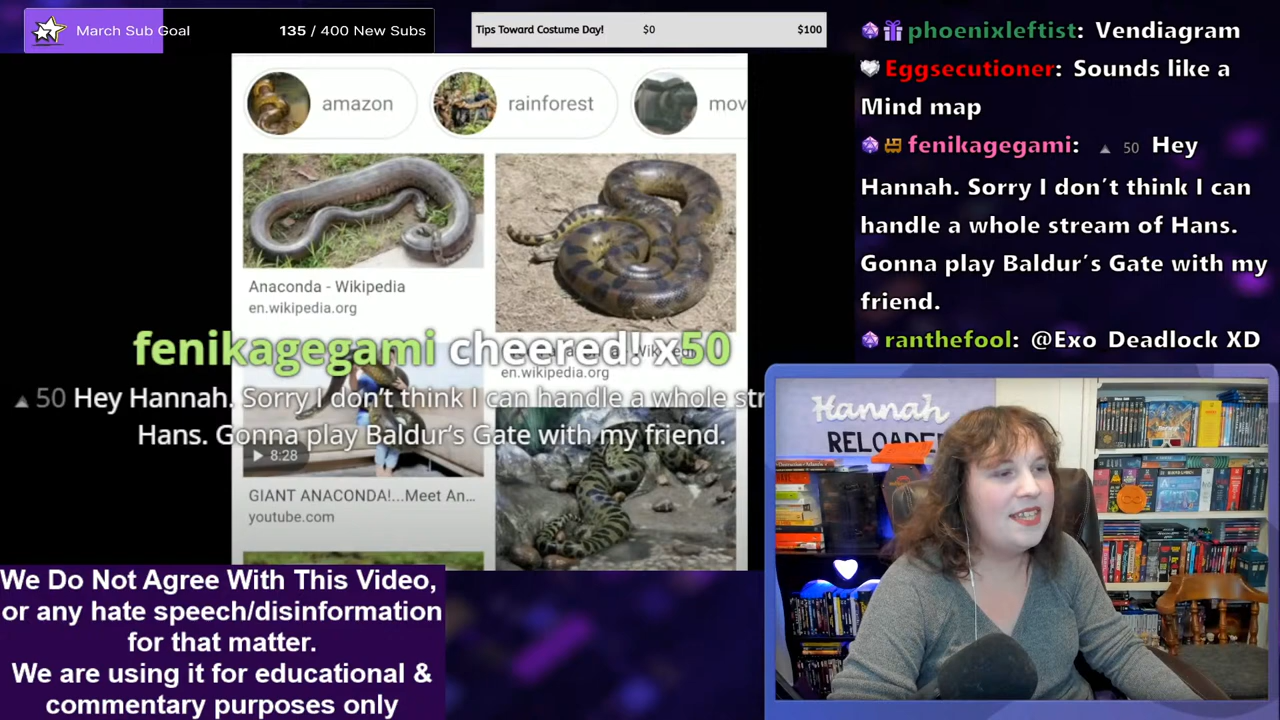 March Sub Goal
135 / 400 New Subs
Tips Toward Costume Day!
$0
$100
amazon
rainforest
mov
Anaconda - Wikipedia
en.wikipedia.org
en.wikipedia.org
fenikagegami cheered! x50
50 Hey Hannah. Sorry I don't think I can handle a whole str
Hans. Gonna play Baldur's Gate with my friend.
8:28
GIANT ANACONDA!...Meet An...
youtube.com
We Do Not Agree With This Video,
or any hate speech/disinformation
for that matter.
We are using it for educational &
commentary purposes only
phoenixleftist: Vendiagram
Eggsecutioner: Sounds like a
Mind map
fenikagegami: 50 Hey
Hannah. Sorry I don't think I can
handle a whole stream of Hans.
Gonna play Baldur's Gate with my
friend.
ranthefool: @Exo Deadlock XD
Hannah
RELOADE